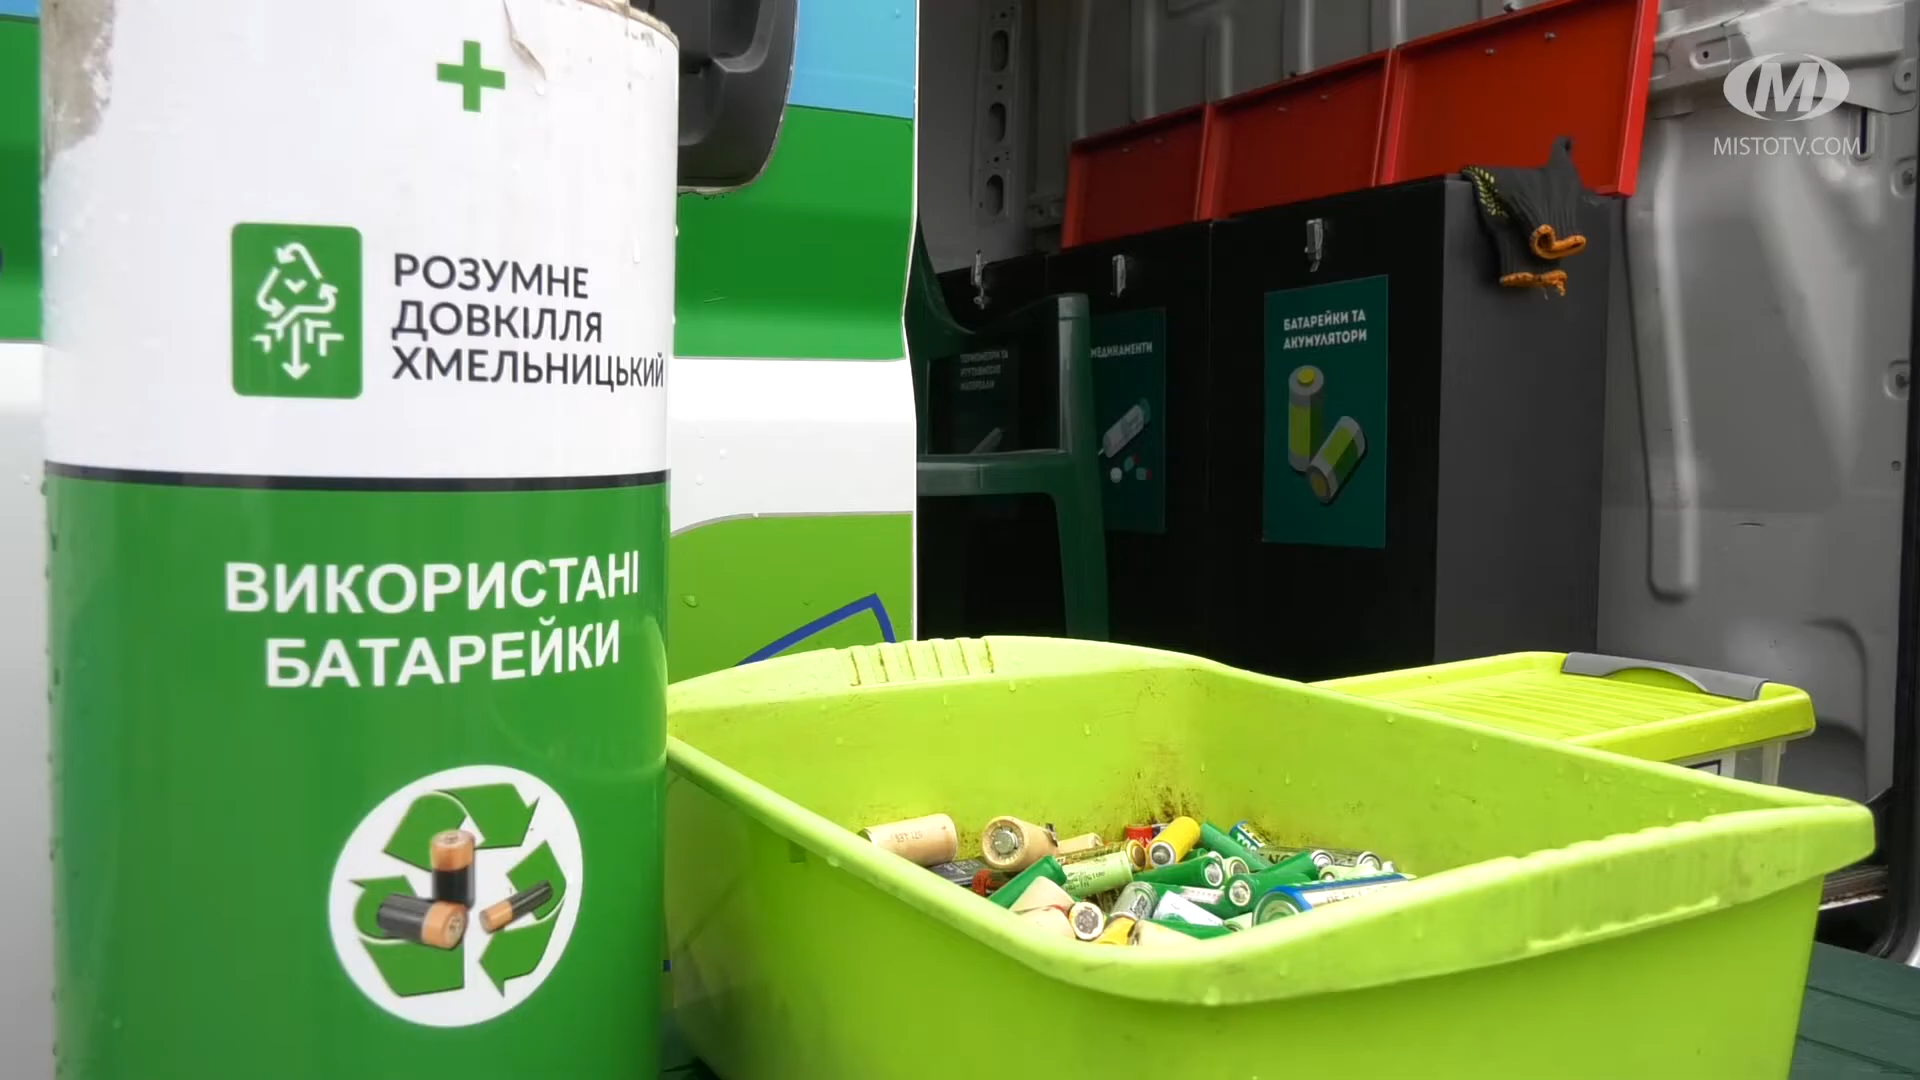 РОЗУМНЕ
ДОВКІЛЛЯ
ХМЕЛЬНИЦЬКИЙ
ВИКОРИСТАНІ
БАТАРЕЙКИ
МЕДИКАМЕНТИ
БАТАРЕЙКИ ТА
АКУМУЛЯТОРИ
M
MISTOTV.COM